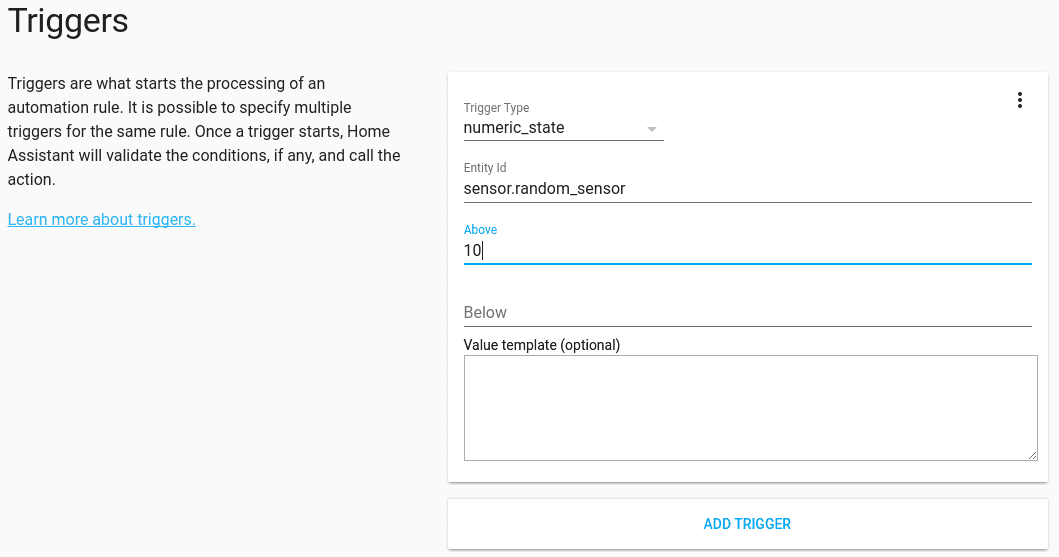 Triggers
Triggers are what starts the processing of an
automation rule. It is possible to specify multiple
triggers for the same rule. Once a trigger starts, Home
Assistant will validate the conditions, if any, and call the
action.
Learn more about triggers.
Trigger Type
numeric_state
Entity Id
sensor.random_sensor
Above
10
Below
Value template (optional)
ADD TRIGGER